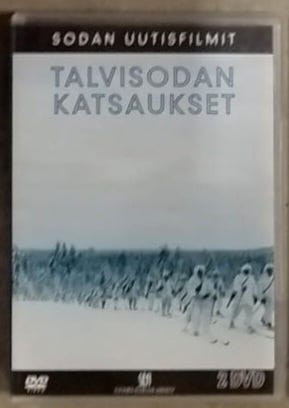 SODAN UUTISFILMIT
TALVISODAN
KATSAUKSET
DVD
2 DVD